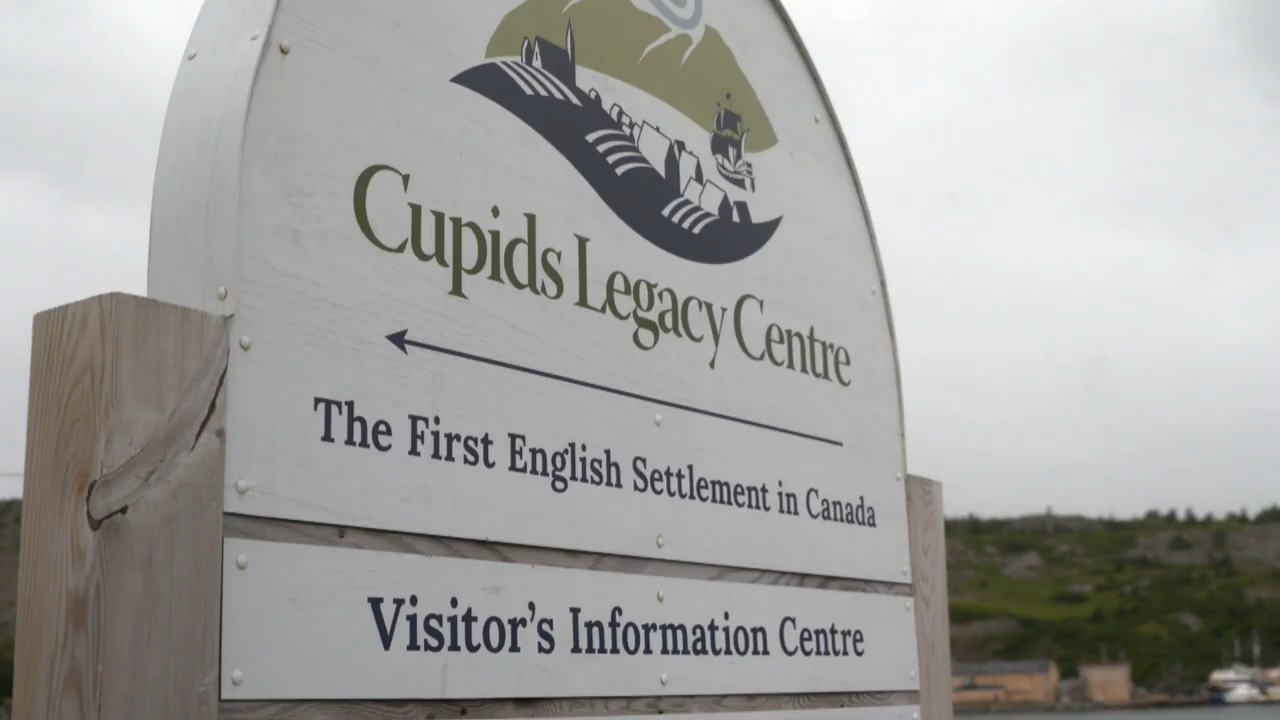 Cupids Legacy Centre
The First English Settlement in Canada
Visitor's Information Centre